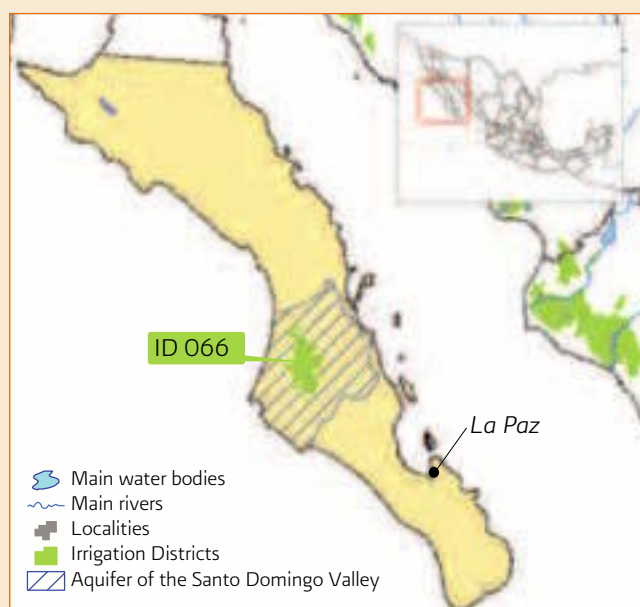 ID 066
La Paz
Main water bodies
Main rivers
Localities
Irrigation Districts
Aquifer of the Santo Domingo Valley